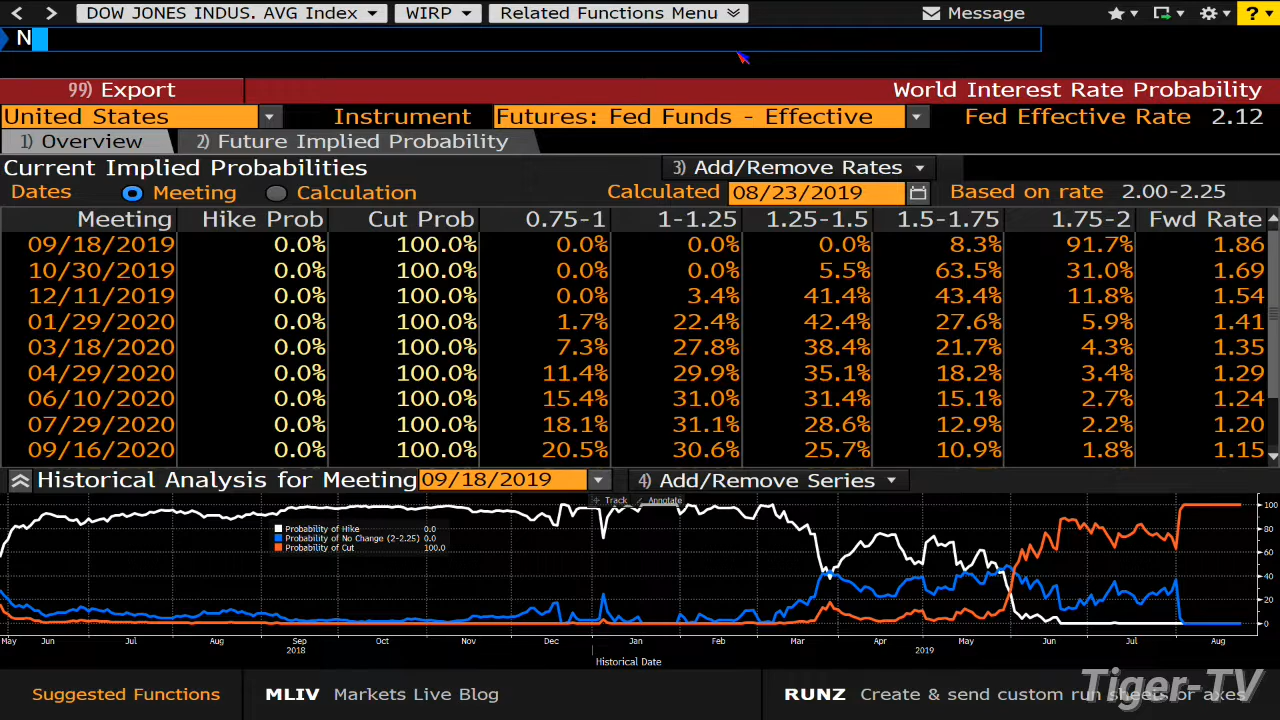 DOW JONES INDUS. AVG Index WIRP Related Functions Menu Message ?
N
99) Export World Interest Rate Probability
United States Instrument Futures: Fed Funds - Effective Fed Effective Rate 2.12
1) Overview 2) Future Implied Probability
Current Implied Probabilities 3) Add/Remove Rates
Dates Meeting Calculation Calculated 08/23/2019 Based on rate 2.00-2.25
Meeting Hike Prob Cut Prob 0.75-1 1-1.25 1.25-1.5 1.5-1.75 1.75-2 Fwd Rate
09/18/2019 0.0% 100.0% 0.0% 0.0% 0.0% 8.3% 91.7% 1.86
10/30/2019 0.0% 100.0% 0.0% 0.0% 5.5% 63.5% 31.0% 1.69
12/11/2019 0.0% 100.0% 0.0% 3.4% 41.4% 43.4% 11.8% 1.54
01/29/2020 0.0% 100.0% 1.7% 22.4% 42.4% 27.6% 5.9% 1.41
03/18/2020 0.0% 100.0% 7.3% 27.8% 38.4% 21.7% 4.3% 1.35
04/29/2020 0.0% 100.0% 11.4% 29.9% 35.1% 18.2% 3.4% 1.29
06/10/2020 0.0% 100.0% 15.4% 31.0% 31.4% 15.1% 2.7% 1.24
07/29/2020 0.0% 100.0% 18.1% 31.1% 28.6% 12.9% 2.2% 1.20
09/16/2020 0.0% 100.0% 20.5% 30.6% 25.7% 10.9% 1.8% 1.15
Historical Analysis for Meeting 09/18/2019 4) Add/Remove Series
Track Annotate
100
80
60
40
20
0
Probability of Hike 0.0
Probability of No Change (2-2.25) 0.0
Probability of Cut 100.0
May Jun Jul Aug Sep Oct Nov Dec Jan Feb Mar Apr May Jun Jul Aug
2018 2019
Historical Date
Suggested Functions MLIV Markets Live Blog RUNZ Create & send custom run sheets or axes
Tiger-TV